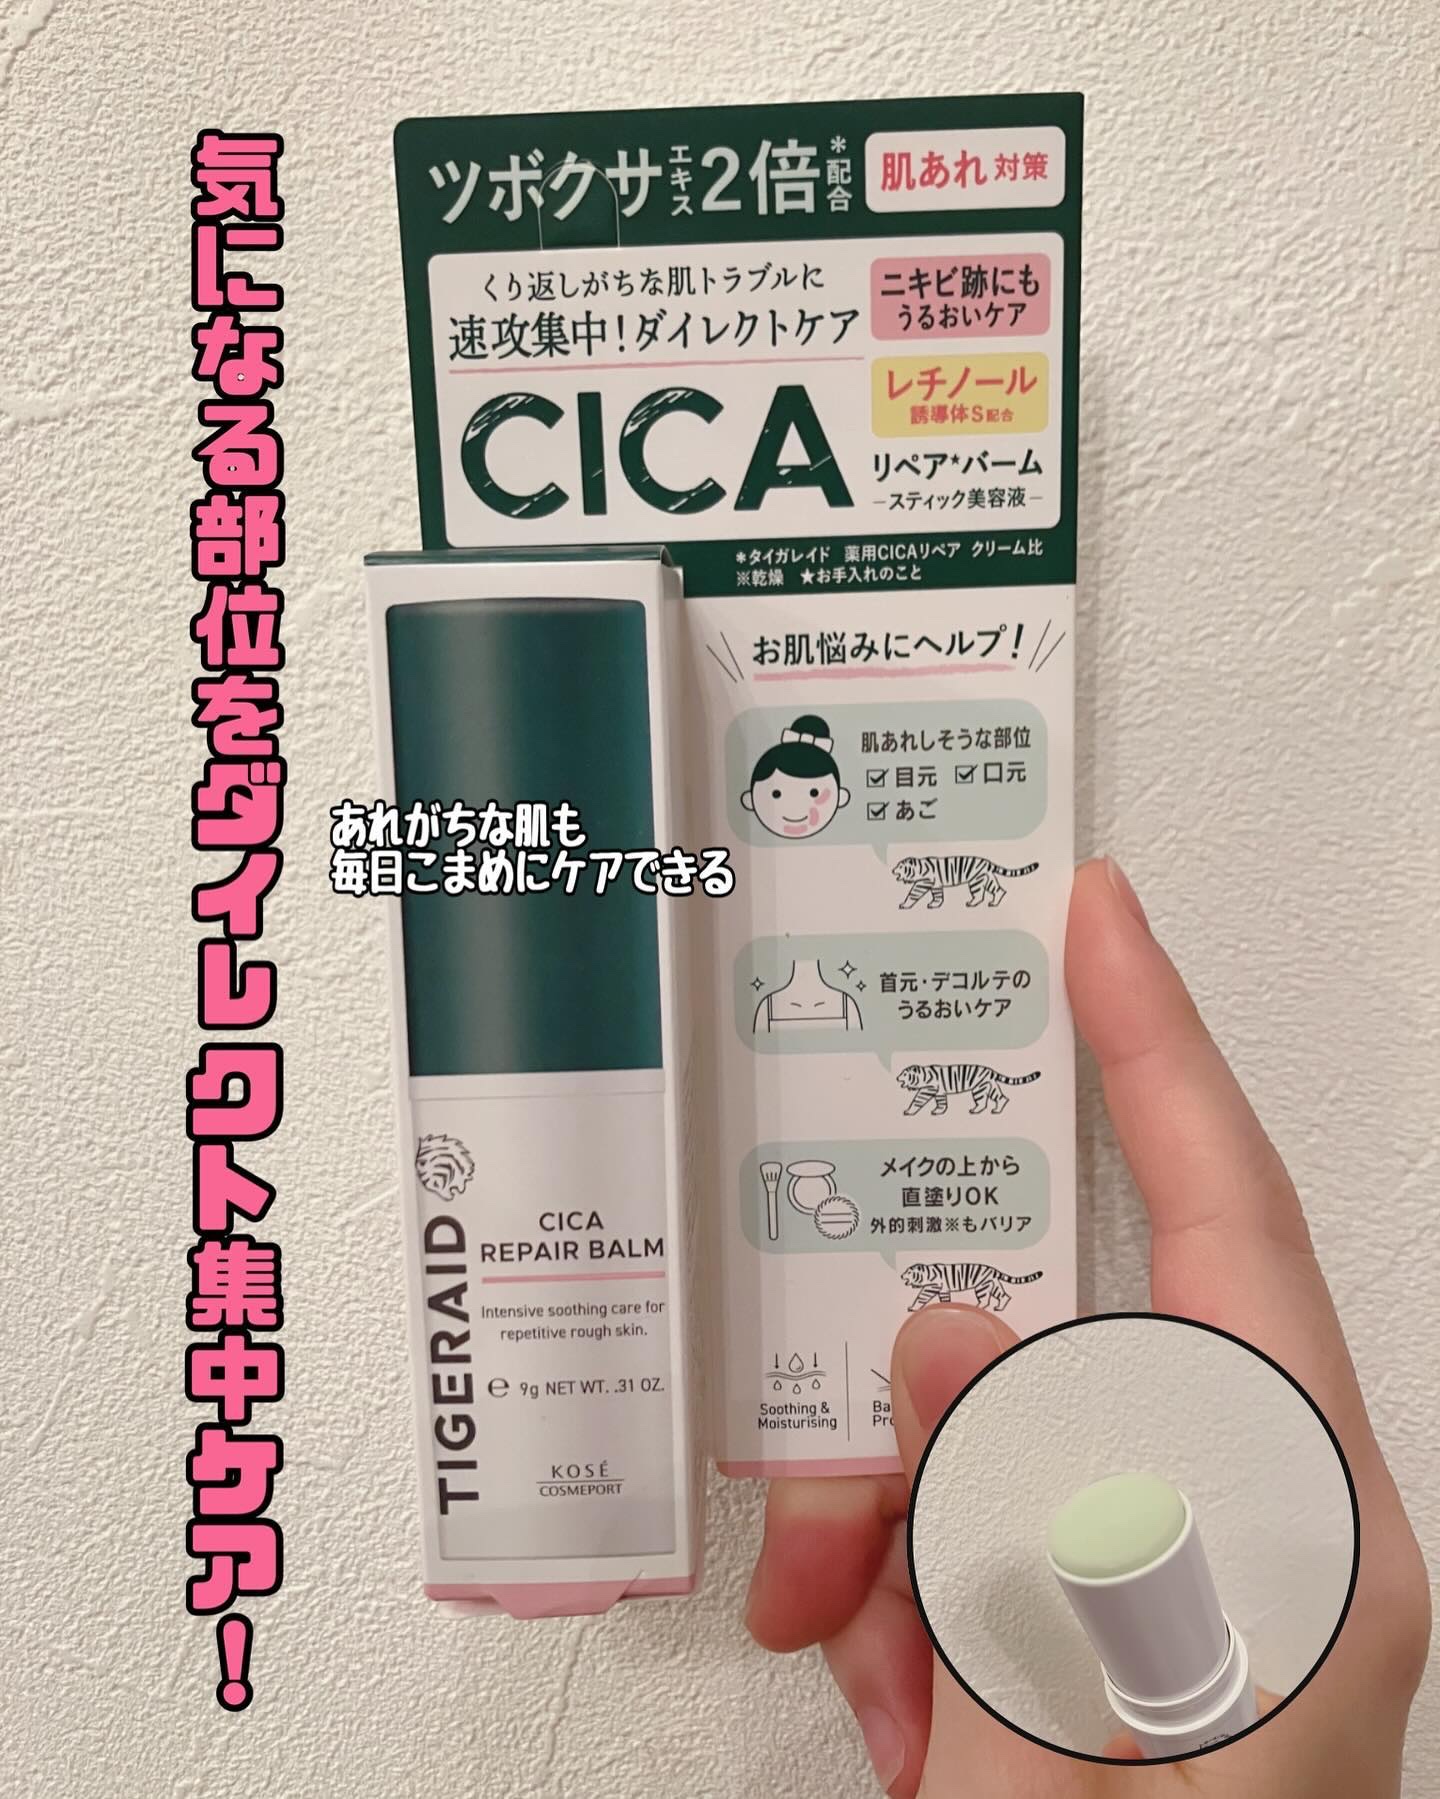 気になる部位をダイレクト集中ケア!
ツボクサエキス2倍*配合
肌あれ対策
くり返しがちな肌トラブルに
速攻集中!ダイレクトケア
CICA
ニキビ跡にも
うるおいケア
レチノール
誘導体S配合
リペア★バーム
−スティック美容液−
*タイガレイド 薬用CICAリペア クリーム比
※乾燥 ★お手入れのこと
お肌悩みにヘルプ!
肌あれしそうな部位
☑目元 ☑口元
☑あご
あれがちな肌も
毎日こまめにケアできる
首元・デコルテの
うるおいケア
メイクの上から
直塗りOK
外的刺激※もバリア
Soothing &
Moisturising
TIGERAID
CICA
REPAIR BALM
Intensive soothing care for
repetitive rough skin.
℮ 9g NET WT. .31 OZ.
KOSÉ
COSMEPORT